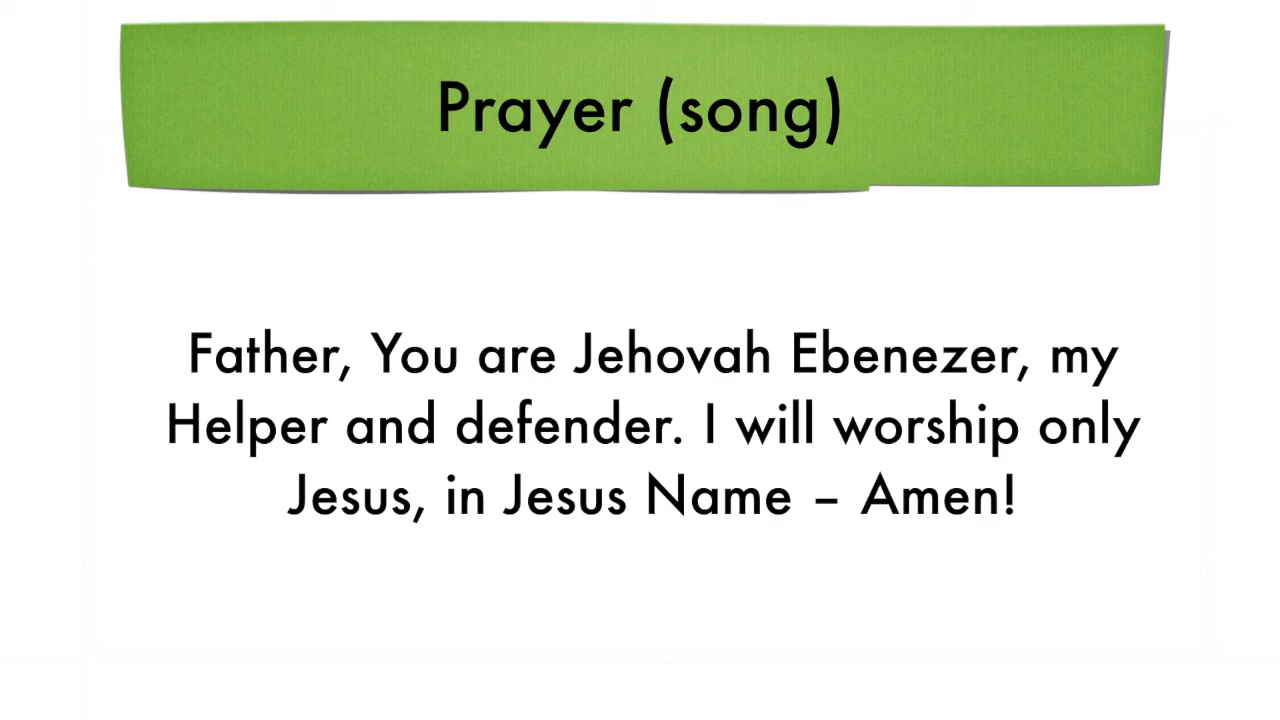 Prayer (song)
Father, You are Jehovah Ebenezer, my
Helper and defender. I will worship only
Jesus, in Jesus Name – Amen!